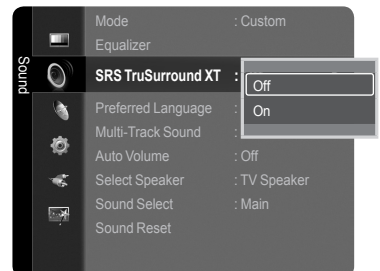 Sound
Mode : Custom
Equalizer
SRS TruSurround XT :
Off
On
Preferred Language :
Multi-Track Sound :
Auto Volume : Off
Select Speaker : TV Speaker
Sound Select : Main
Sound Reset